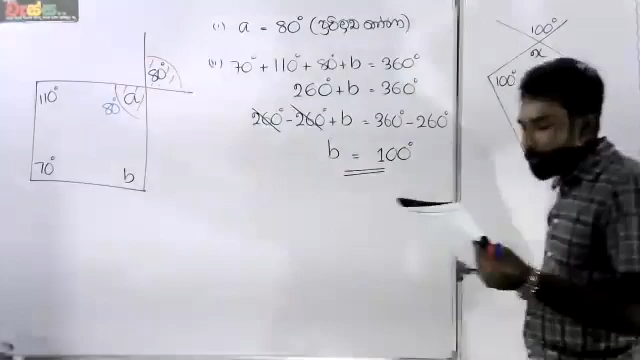 (i) a = 80° (ප්‍රතිමුඛ කෝණ)
(ii) 70° + 110° + 80° + b = 360°
260° + b = 360°
260° - 260° + b = 360° - 260°
b = 100°
80°
110°
80°
a
70°
b
100°
x
100°